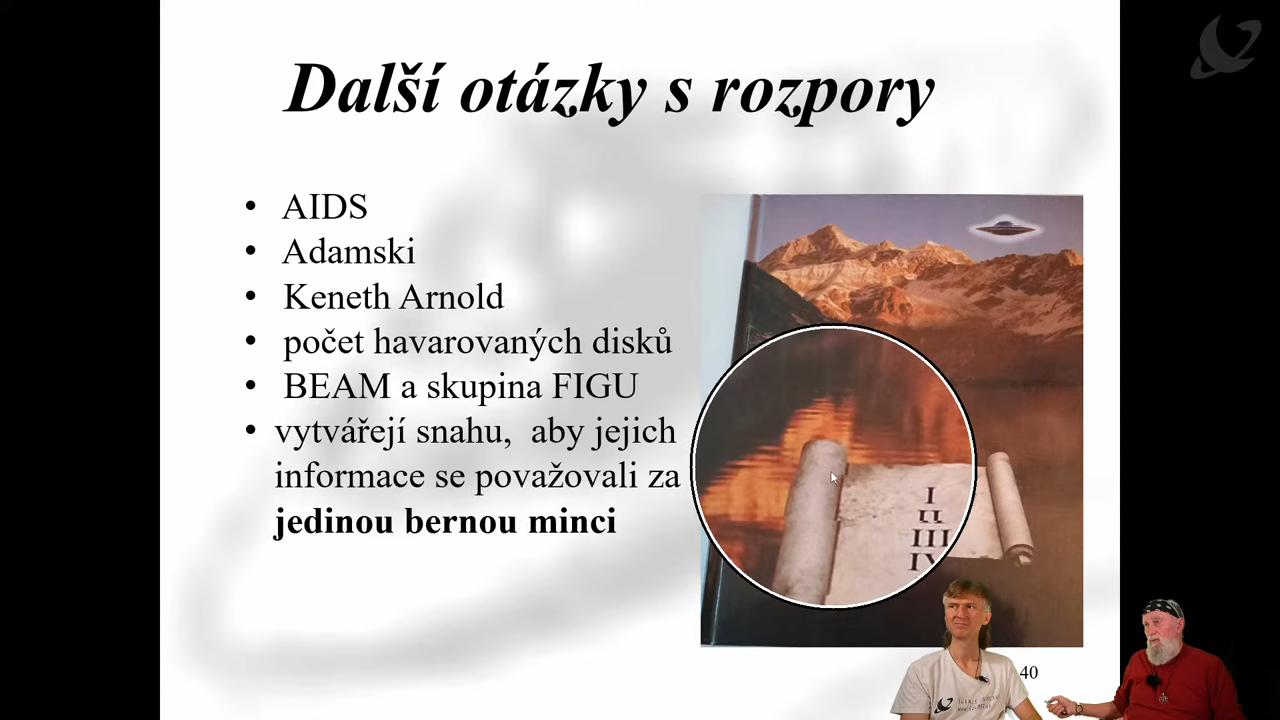 Další otázky s rozpory
• AIDS
• Adamski
• Keneth Arnold
• počet havarovaných disků
• BEAM a skupina FIGU
• vytvářejí snahu, aby jejich
informace se považovali za
jedinou bernou minci
I
II
III
IV
40